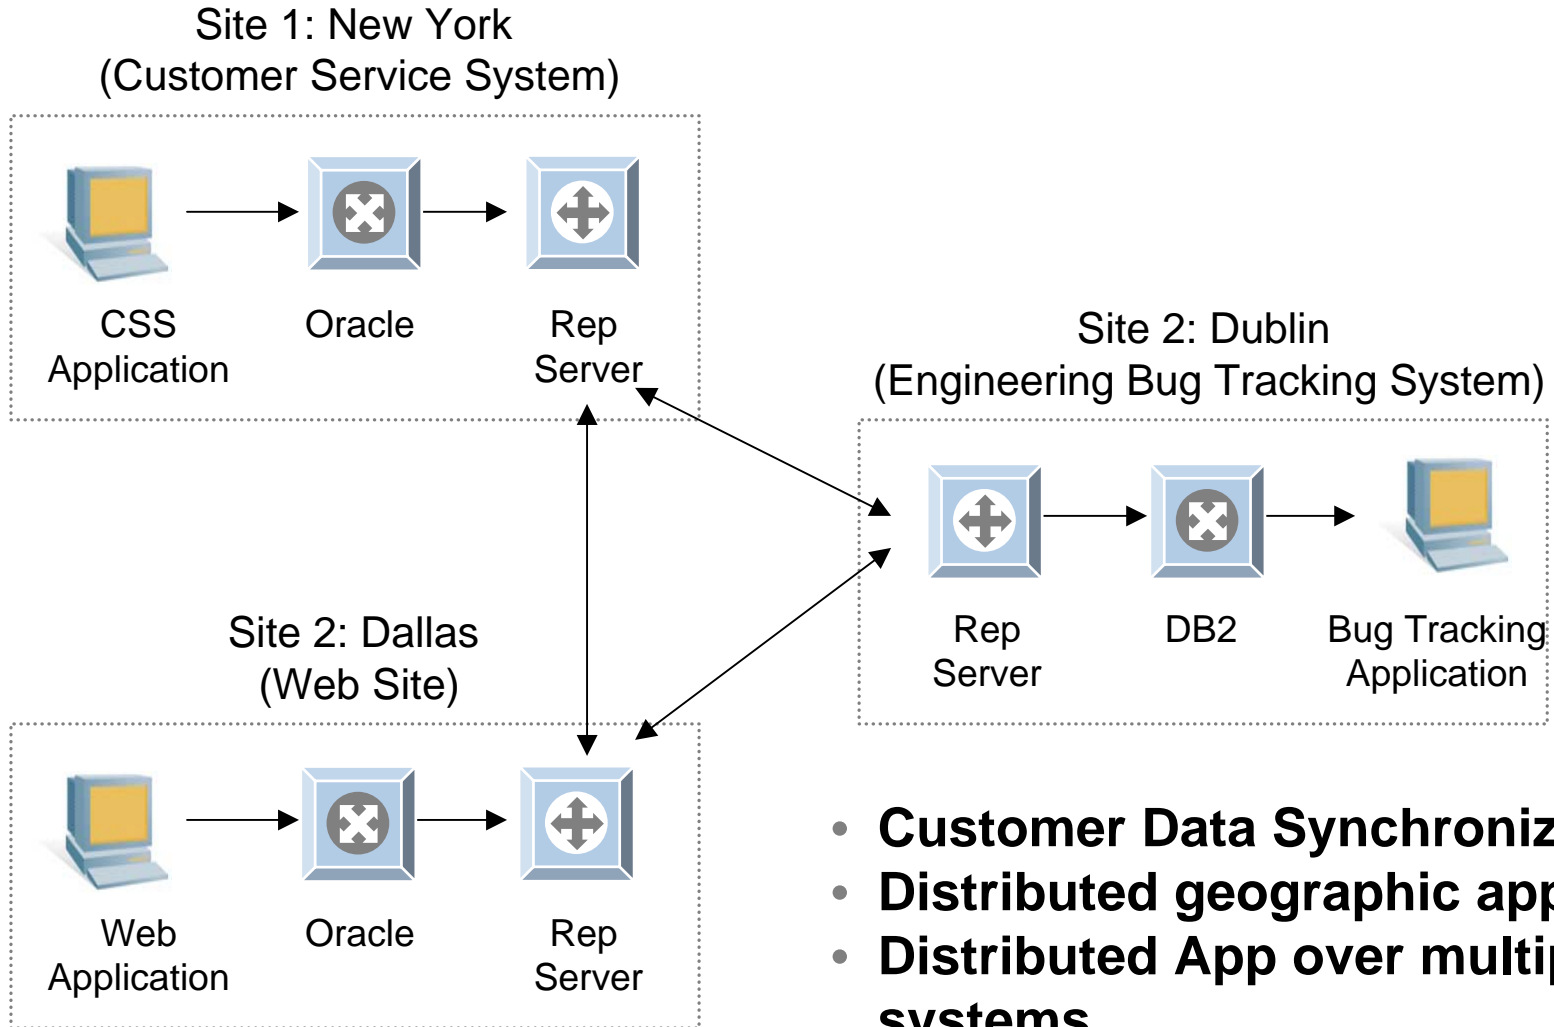 Site 1: New York
(Customer Service System)
CSS
Application
Oracle
Rep
Server
Site 2: Dublin
(Engineering Bug Tracking System)
Rep
Server
DB2
Bug Tracking
Application
Site 2: Dallas
(Web Site)
Web
Application
Oracle
Rep
Server
• Customer Data Synchroniz
• Distributed geographic app
• Distributed App over multip
systems